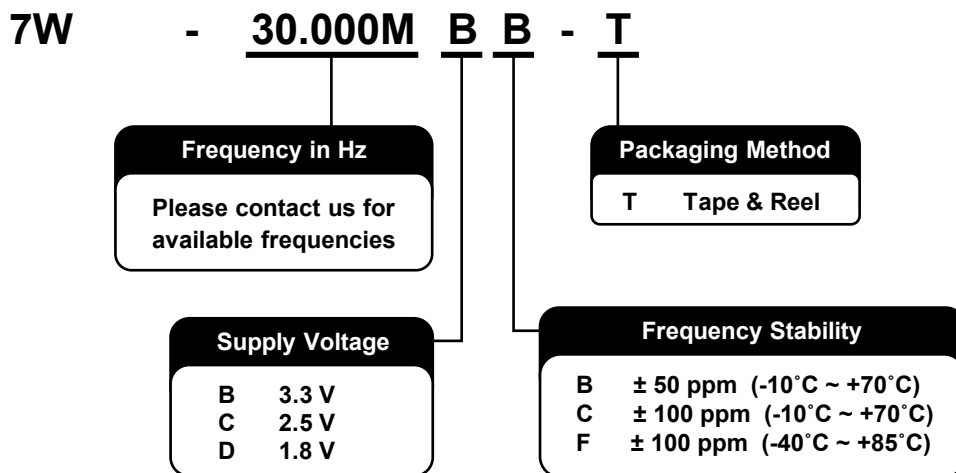 7W - 30.000M B B - T
Frequency in Hz
Please contact us for
available frequencies
Packaging Method
T Tape & Reel
Supply Voltage
B 3.3 V
C 2.5 V
D 1.8 V
Frequency Stability
B ± 50 ppm (-10˚C ~ +70˚C)
C ± 100 ppm (-10˚C ~ +70˚C)
F ± 100 ppm (-40˚C ~ +85˚C)